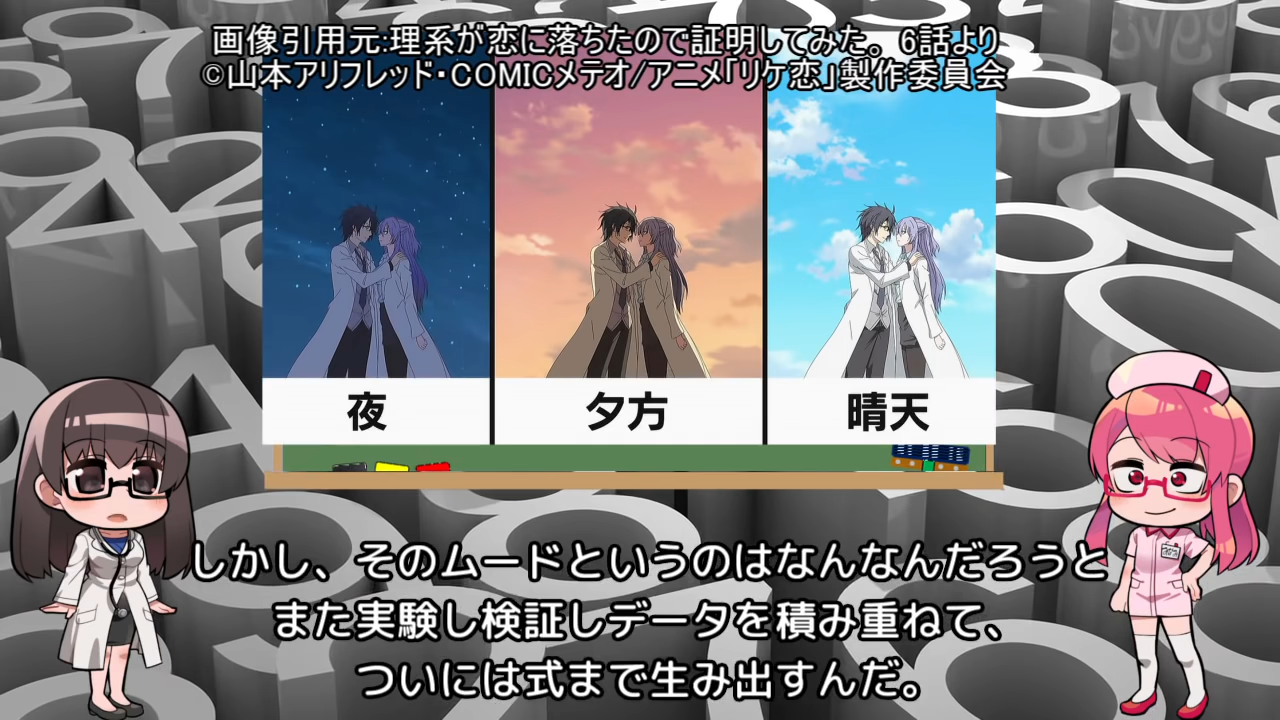 画像引用元:理系が恋に落ちたので証明してみた。6話より
©山本アリフレッド・COMICメテオ/アニメ「リケ恋」製作委員会
夜
夕方
晴天
しかし、そのムードというのはなんなんだろうと
また実験し検証しデータを積み重ねて、
ついには式まで生み出すんだ。